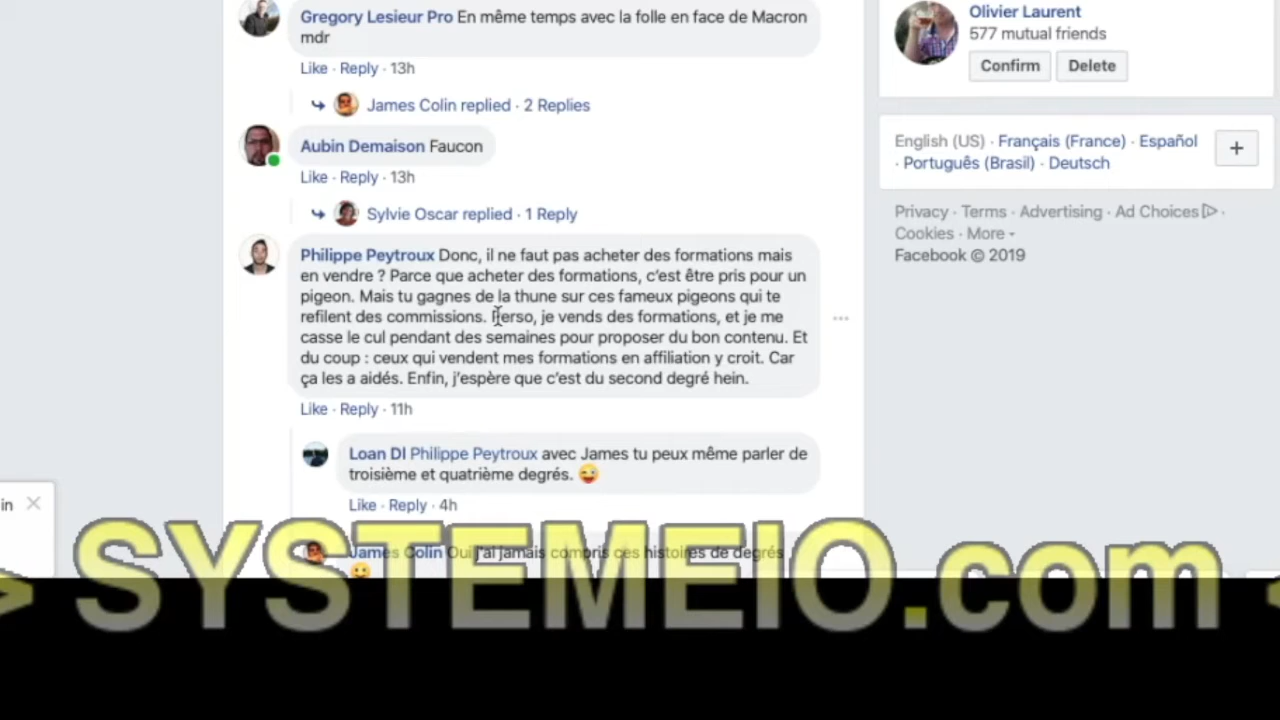 Gregory Lesieur Pro En même temps avec la folle en face de Macron
mdr
Like · Reply · 13h
James Colin replied · 2 Replies
Aubin Demaison Faucon
Like · Reply · 13h
Sylvie Oscar replied · 1 Reply
Philippe Peytroux Donc, il ne faut pas acheter des formations mais
en vendre ? Parce que acheter des formations, c'est être pris pour un
pigeon. Mais tu gagnes de la thune sur ces fameux pigeons qui te
refilent des commissions. Perso, je vends des formations, et je me
casse le cul pendant des semaines pour proposer du bon contenu. Et
du coup : ceux qui vendent mes formations en affiliation y croit. Car
ça les a aidés. Enfin, j'espère que c'est du second degré hein.
Like · Reply · 11h
Loan Dl Philippe Peytroux avec James tu peux même parler de
troisième et quatrième degrés.
Like · Reply · 4h
James Colin Oui j'ai jamais compris ces histoires de degrés
Olivier Laurent
577 mutual friends
Confirm Delete
English (US) · Français (France) · Español
· Português (Brasil) · Deutsch
+
Privacy · Terms · Advertising · Ad Choices ·
Cookies · More
Facebook © 2019
in
> SYSTEMEIO.com <